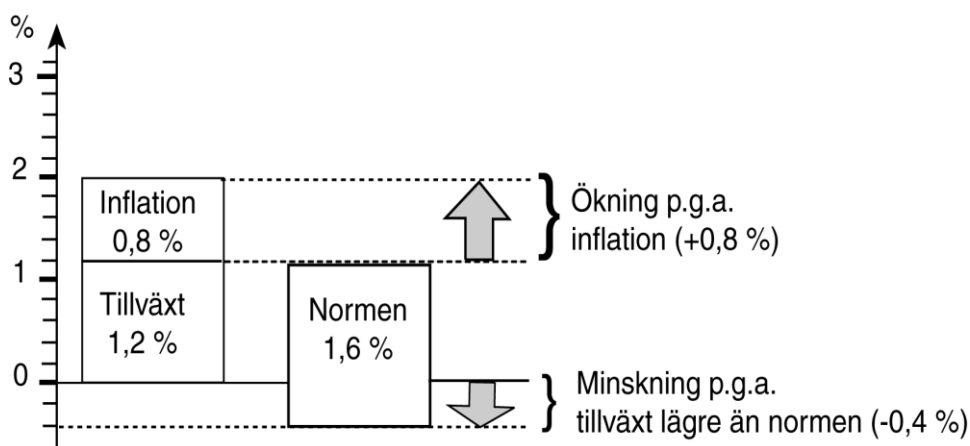 %
3
2
1
0
Inflation
0,8 %
Tillväxt
1,2 %
Normen
1,6 %
Ökning p.g.a.
inflation (+0,8 %)
Minskning p.g.a.
tillväxt lägre än normen (-0,4 %)